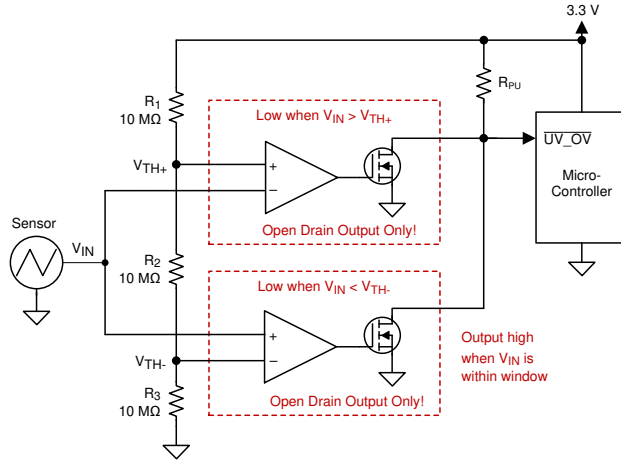 3.3 V
R1
10 MΩ
RPU
Low when VIN > VTH+
UV_OV
VTH+
+
−
Micro-
Controller
Open Drain Output Only!
Sensor
VIN
R2
10 MΩ
Low when VIN < VTH-
+
−
VTH-
Output high
when VIN is
within window
R3
10 MΩ
Open Drain Output Only!